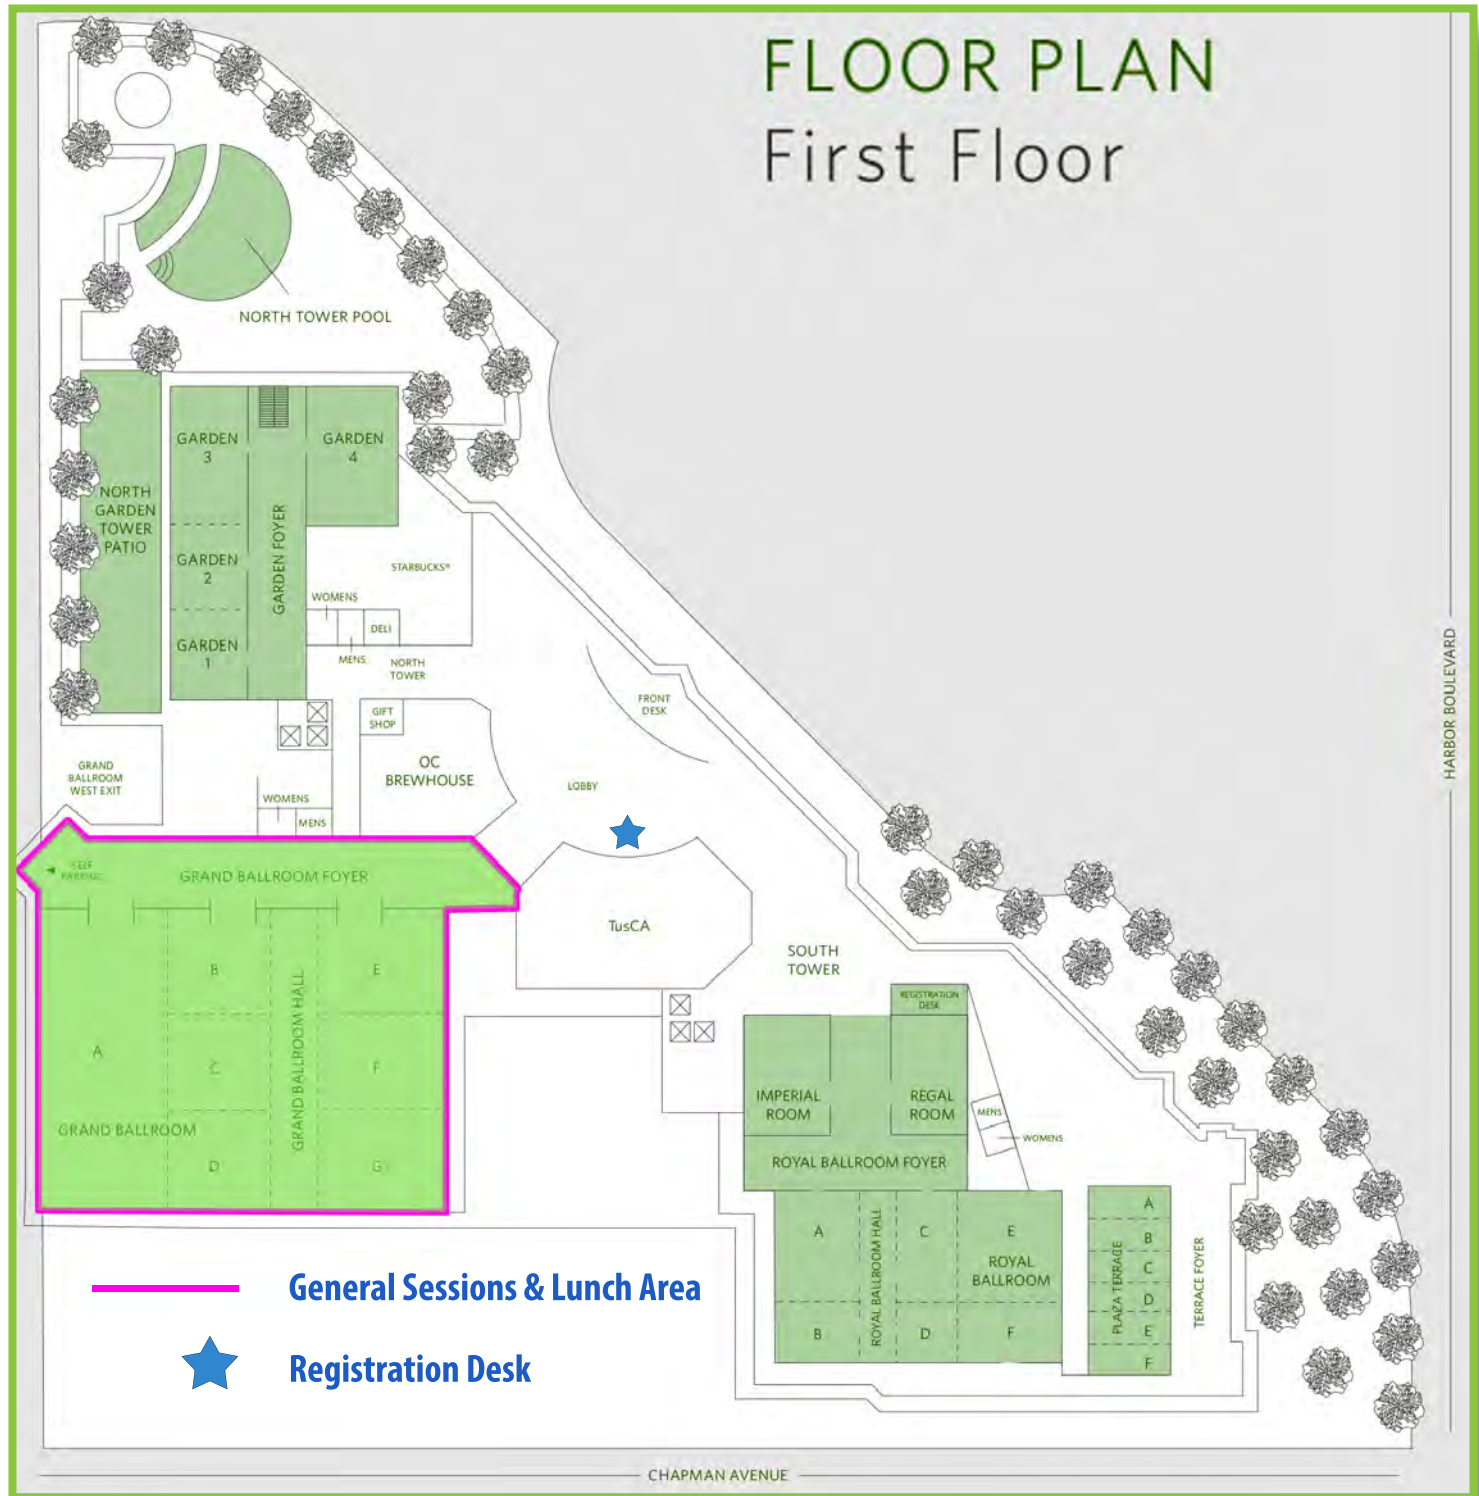 FLOOR PLAN
First Floor
NORTH TOWER POOL
GARDEN
3
GARDEN
4
NORTH
GARDEN
TOWER
PATIO
GARDEN FOYER
GARDEN
2
STARBUCKS®
WOMENS
DELI
GARDEN
1
MENS
NORTH
TOWER
FRONT
DESK
GIFT
SHOP
OC
BREWHOUSE
GRAND
BALLROOM
WEST EXIT
LOBBY
WOMENS
MENS
HARBOR BOULEVARD
SELF
PARKING
GRAND BALLROOM FOYER
TusCA
SOUTH
TOWER
B
E
GRAND BALLROOM HALL
A
C
F
GRAND BALLROOM
D
G
REGISTRATION
DESK
IMPERIAL
ROOM
REGAL
ROOM
MENS
WOMENS
ROYAL BALLROOM FOYER
A
ROYAL BALLROOM HALL
C
E
ROYAL
BALLROOM
B
D
F
PLAZA TERRACE
A
B
C
D
E
F
TERRACE FOYER
General Sessions & Lunch Area
Registration Desk
CHAPMAN AVENUE